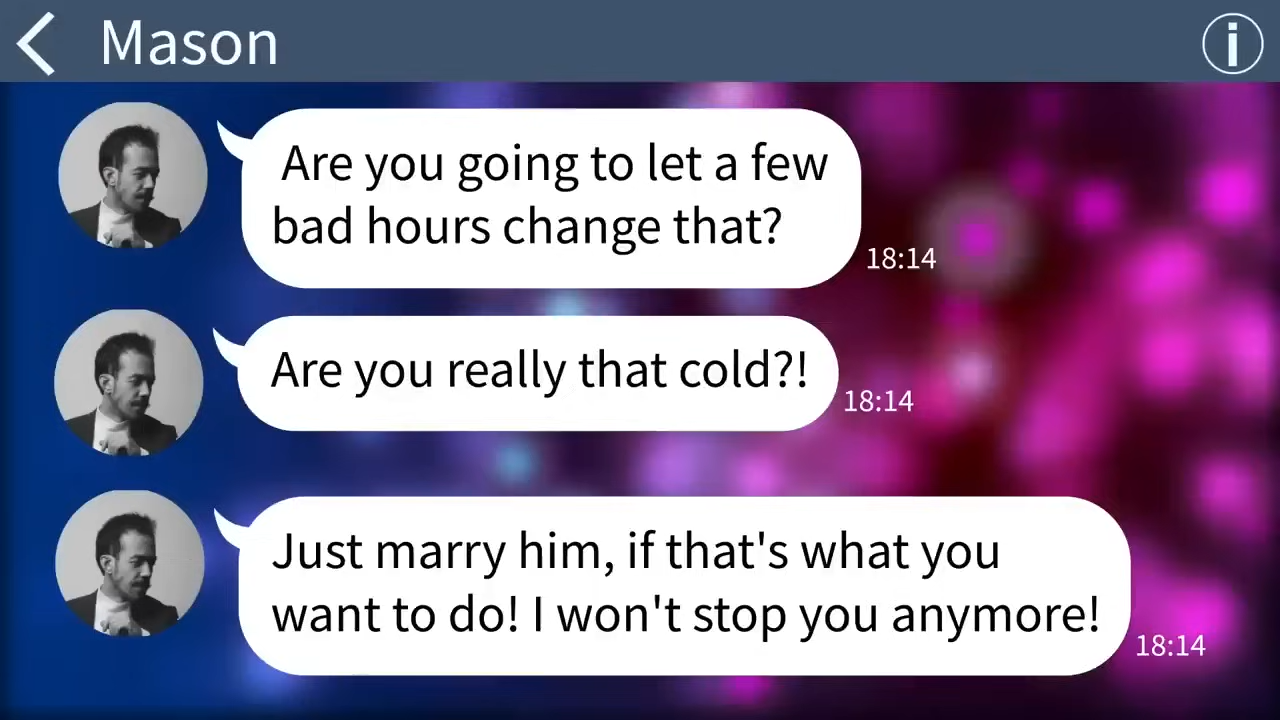 Mason
Are you going to let a few
bad hours change that?
18:14
Are you really that cold?!
18:14
Just marry him, if that's what you
want to do! I won't stop you anymore!
18:14